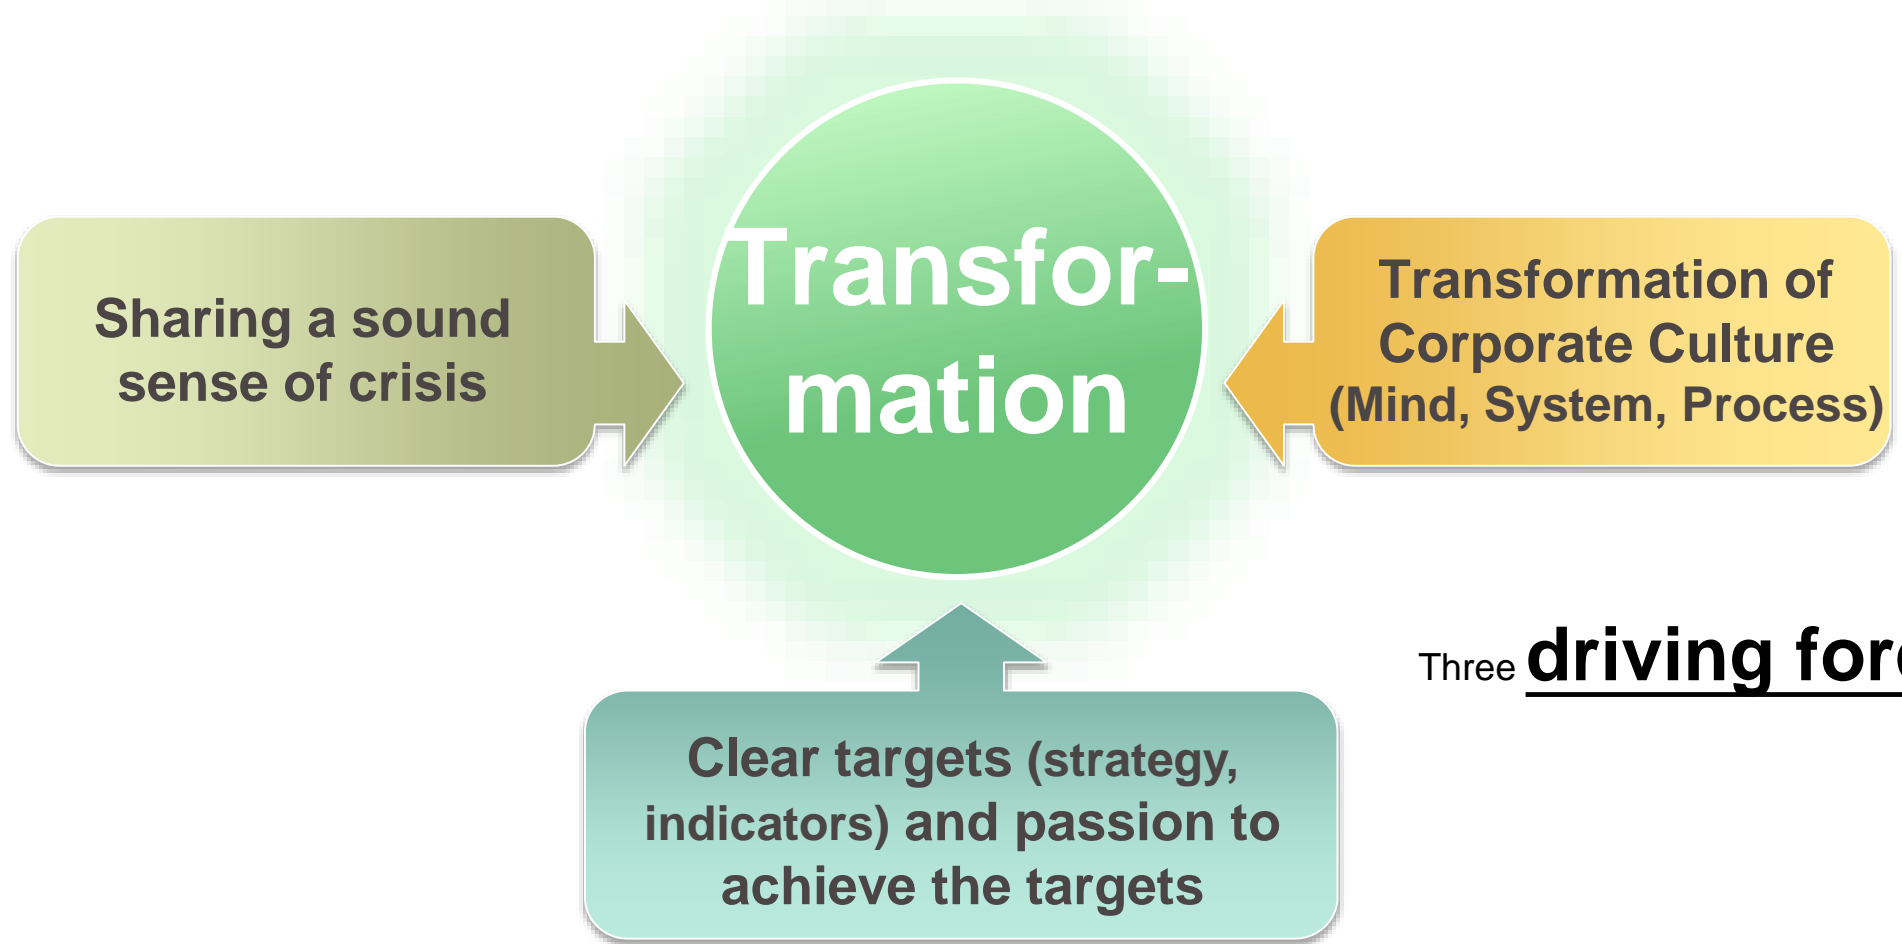 Transfor-
mation
Sharing a sound
sense of crisis
Transformation of
Corporate Culture
(Mind, System, Process)
Three driving
Clear targets (strategy,
indicators) and passion to
achieve the targets